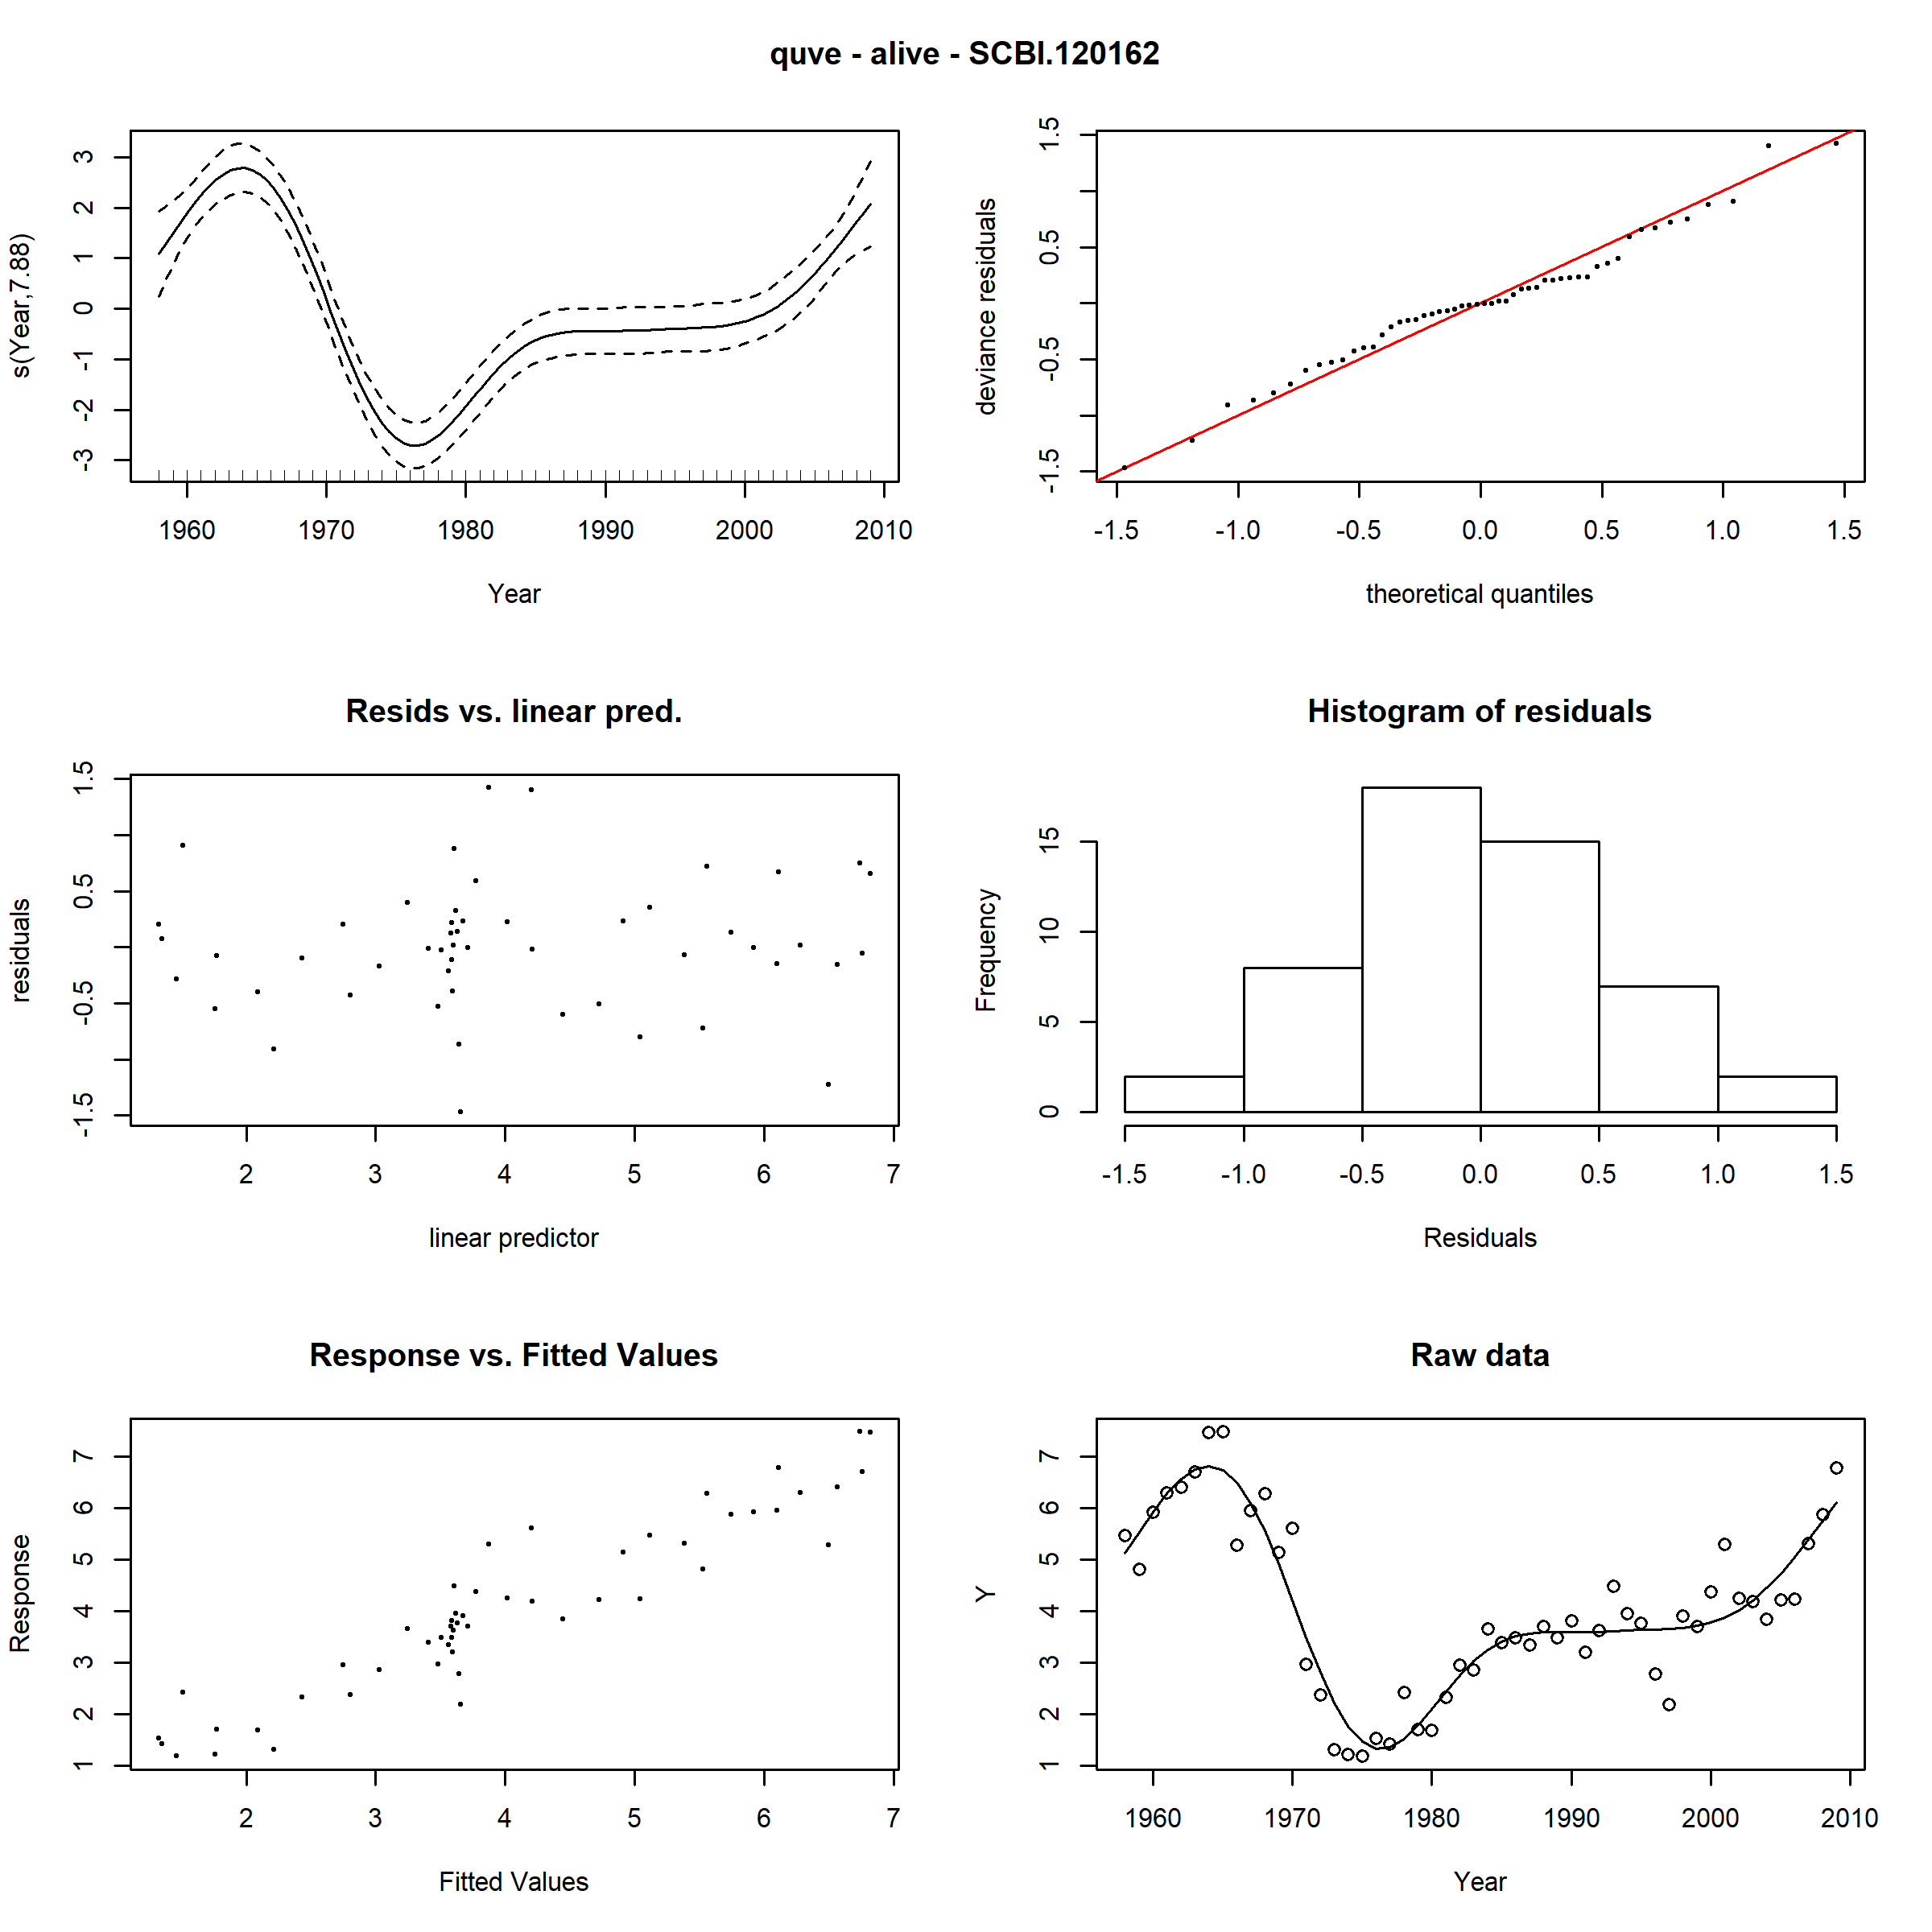 quve - alive - SCBI.120162
s(Year,7.88)
3
2
1
0
-1
-2
-3
1960 1970 1980 1990 2000 2010
Year
deviance residuals
1.5
0.5
-0.5
-1.5
-1.5 -1.0 -0.5 0.0 0.5 1.0 1.5
theoretical quantiles
Resids vs. linear pred.
residuals
1.5
0.5
-0.5
-1.5
2 3 4 5 6 7
linear predictor
Histogram of residuals
Frequency
15
10
5
0
-1.5 -1.0 -0.5 0.0 0.5 1.0 1.5
Residuals
Response vs. Fitted Values
Response
7
6
5
4
3
2
1
2 3 4 5 6 7
Fitted Values
Raw data
Y
7
6
5
4
3
2
1
1960 1970 1980 1990 2000 2010
Year